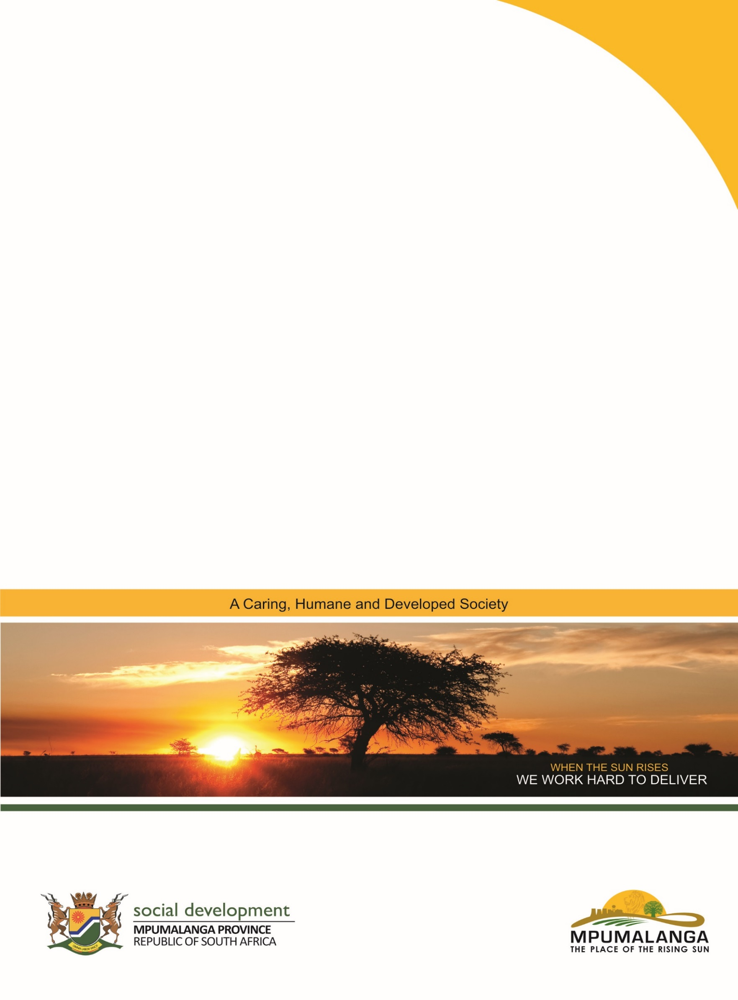 A Caring, Humane and Developed Society
WHEN THE SUN RISES
WE WORK HARD TO DELIVER
OMNIA LABOR VINCIT
social development
MPUMALANGA PROVINCE
REPUBLIC OF SOUTH AFRICA
MPUMALANGA
THE PLACE OF THE RISING SUN